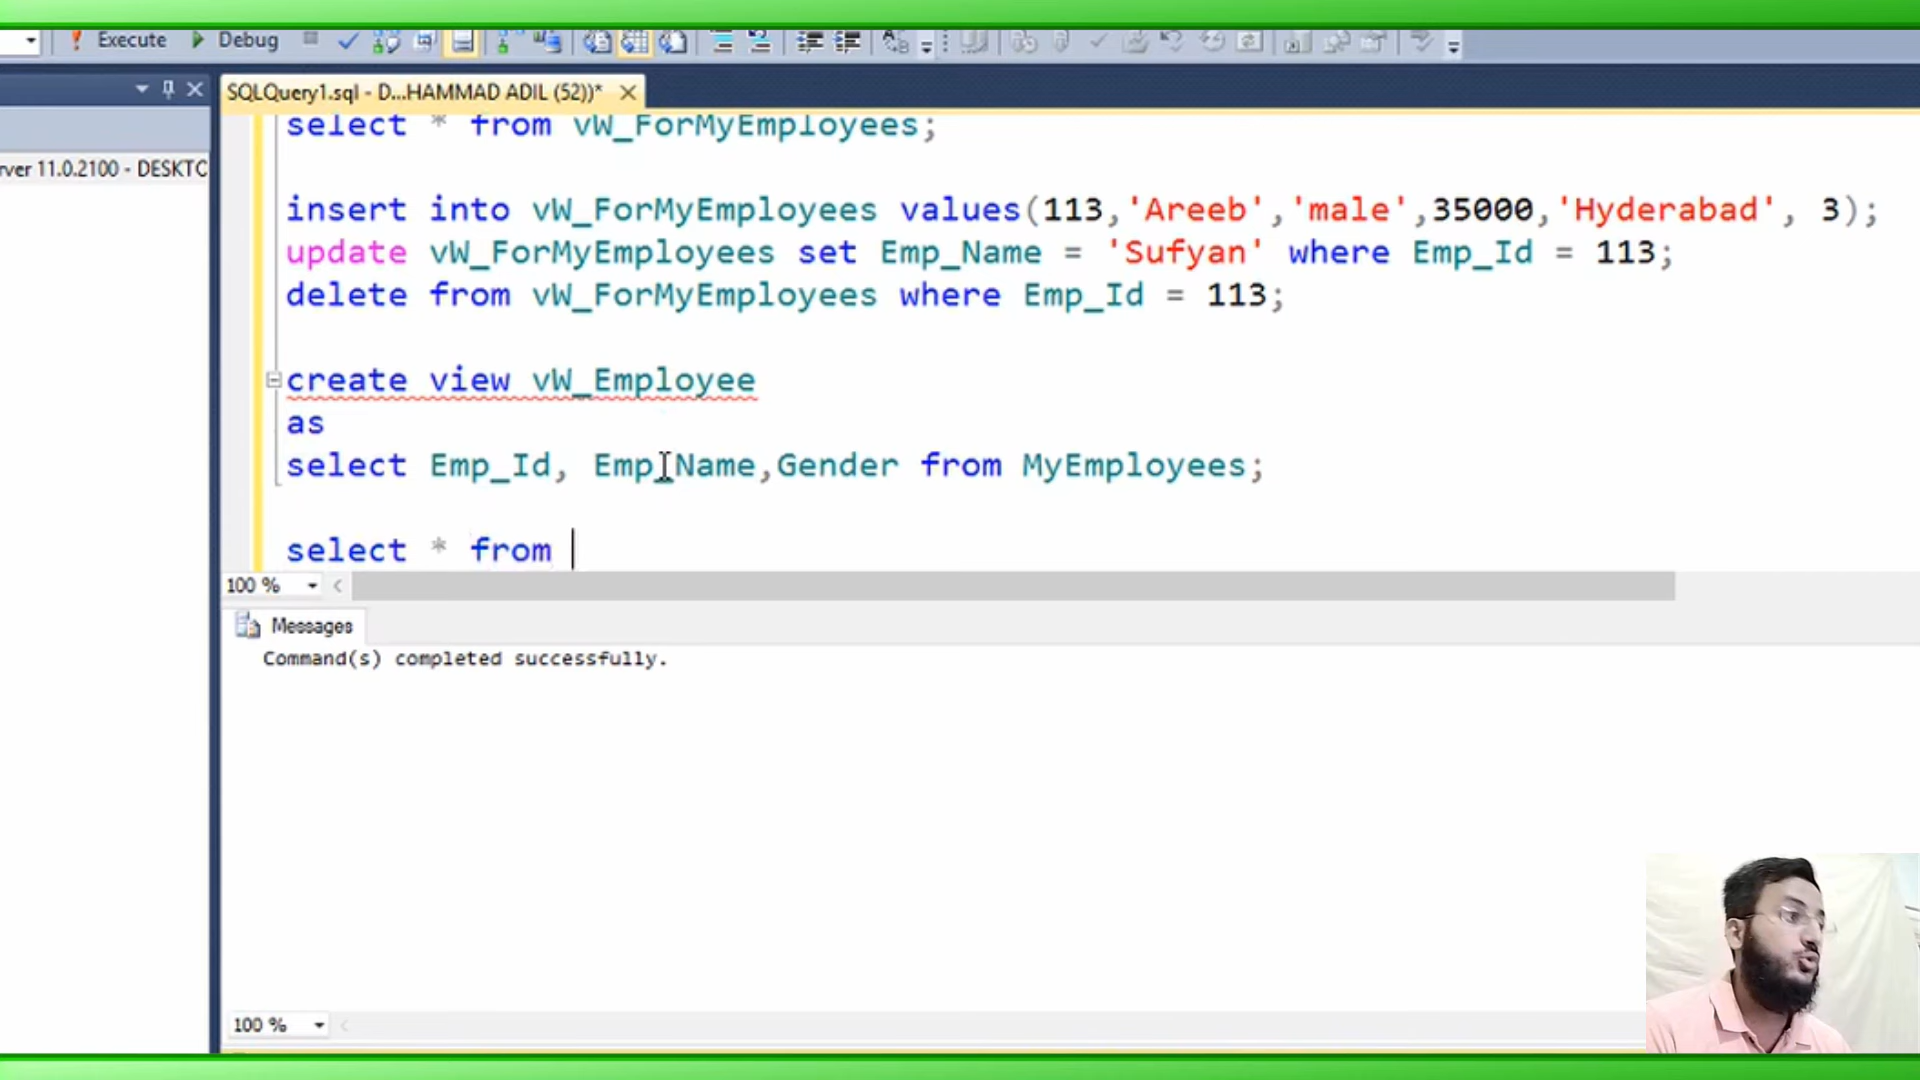 Execute Debug
SQLQuery1.sql - D...HAMMAD ADIL (52))*
rver 11.0.2100 - DESKTC
select * from vW_ForMyEmployees;
insert into vW_ForMyEmployees values(113,'Areeb','male',35000,'Hyderabad', 3);
update vW_ForMyEmployees set Emp_Name = 'Sufyan' where Emp_Id = 113;
delete from vW_ForMyEmployees where Emp_Id = 113;
create view vW_Employee
as
select Emp_Id, Emp_Name,Gender from MyEmployees;
select * from
100 %
Messages
Command(s) completed successfully.
100 %